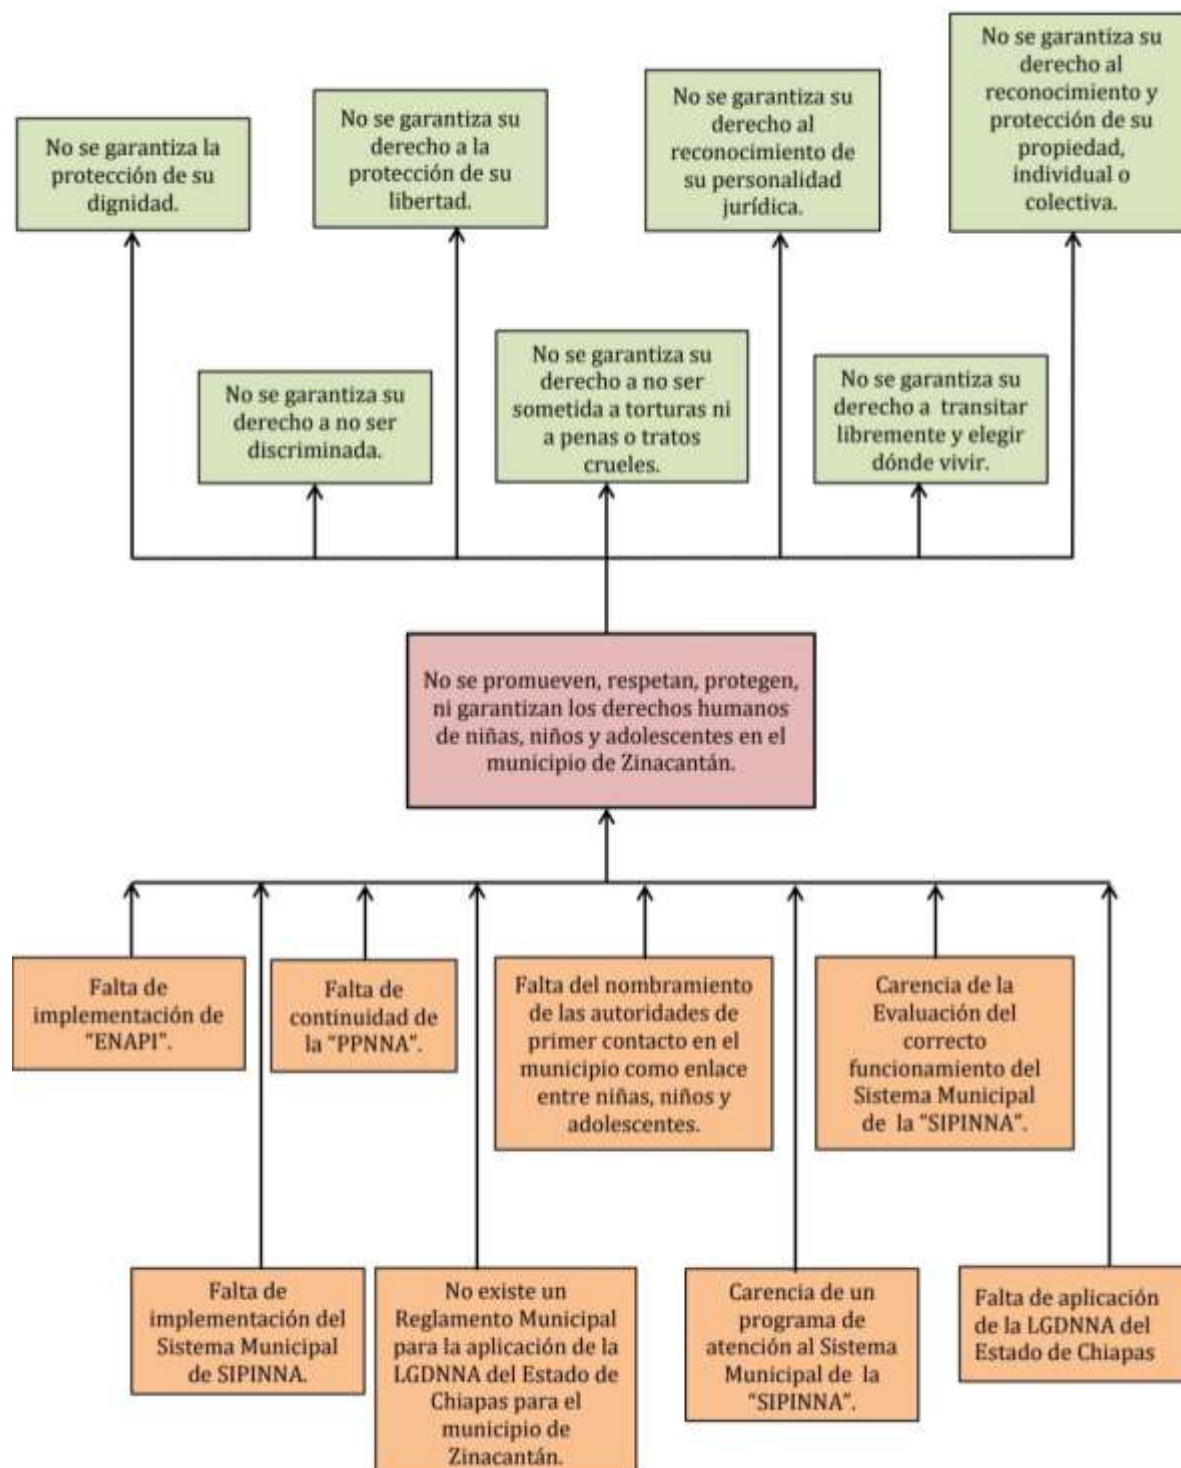 No se garantiza la
protección de su
dignidad.
No se garantiza su
derecho a la
protección de su
libertad.
No se garantiza su
derecho al
reconocimiento de
su personalidad
jurídica.
No se garantiza su
derecho al
reconocimiento y
protección de su
propiedad,
individual o
colectiva.
No se garantiza su
derecho a no ser
discriminada.
No se garantiza su
derecho a no ser
sometida a torturas ni
a penas o tratos
crueles.
No se garantiza su
derecho a transitar
libremente y elegir
dónde vivir.
No se promueven, respetan, protegen,
ni garantizan los derechos humanos
de niñas, niños y adolescentes en el
municipio de Zinacantán.
Falta de
implementación de
"ENAPI".
Falta de
continuidad de
la "PPNNA".
Falta del nombramiento
de las autoridades de
primer contacto en el
municipio como enlace
entre niñas, niños y
adolescentes.
Carencia de la
Evaluación del
correcto
funcionamiento del
Sistema Municipal
de la "SIPINNA".
Falta de
implementación del
Sistema Municipal
de SIPINNA.
No existe un
Reglamento Municipal
para la aplicación de la
LGDNNA del Estado de
Chiapas para el
municipio de
Zinacantán.
Carencia de un
programa de
atención al Sistema
Municipal de la
"SIPINNA".
Falta de aplicación
de la LGDNNA del
Estado de Chiapas